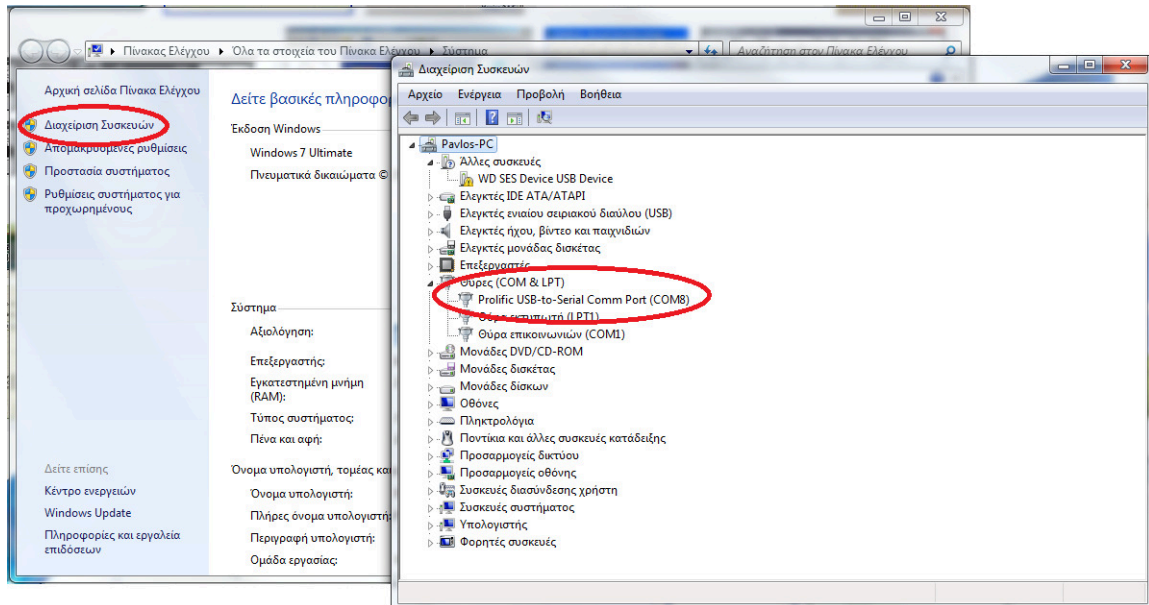 Πίνακας Ελέγχου
Όλα τα στοιχεία του Πίνακα Ελέγχου
Σύστημα
Αναζήτηση στον Πίνακα Ελέγχου
Αρχική σελίδα Πίνακα Ελέγχου
Διαχείριση Συσκευών
Απομακρυσμένες ρυθμίσεις
Προστασία συστήματος
Ρυθμίσεις συστήματος για
προχωρημένους
Δείτε επίσης
Κέντρο ενεργειών
Windows Update
Πληροφορίες και εργαλεία
επιδόσεων
Δείτε βασικές
Έκδοση Windows
Windows 7 Ultimate
Πνευματικά δικαιώματα ©
Σύστημα
Αξιολόγηση:
Επεξεργαστής:
Εγκατεστημένη μνήμη
(RAM):
Τύπος συστήματος:
Πένα και αφή:
Όνομα υπολογιστή, τομέας
Όνομα υπολογιστή:
Πλήρες όνομα υπολογιστή:
Περιγραφή υπολογιστή:
Ομάδα εργασίας:
Διαχείριση Συσκευών
Αρχείο Ενέργεια Προβολή Βοήθεια
Pavlos-PC
Άλλες συσκευές
WD SES Device USB Device
Ελεγκτές IDE ATA/ATAPI
Ελεγκτές ενιαίου σειριακού διαύλου (USB)
Ελεγκτές ήχου, βίντεο και παιχνιδιών
Ελεγκτές μονάδας δισκέτας
Επεξεργαστές
Θύρες (COM & LPT)
Prolific USB-to-Serial Comm Port (COM8)
Θύρα εκτυπωτή (LPT1)
Θύρα επικοινωνιών (COM1)
Μονάδες DVD/CD-ROM
Μονάδες δισκέτας
Μονάδες δίσκων
Οθόνες
Πληκτρολόγια
Ποντίκια και άλλες συσκευές κατάδειξης
Προσαρμογείς δικτύου
Προσαρμογείς οθόνης
Συσκευές διασύνδεσης χρήστη
Συσκευές συστήματος
Υπολογιστής
Φορητές συσκευές